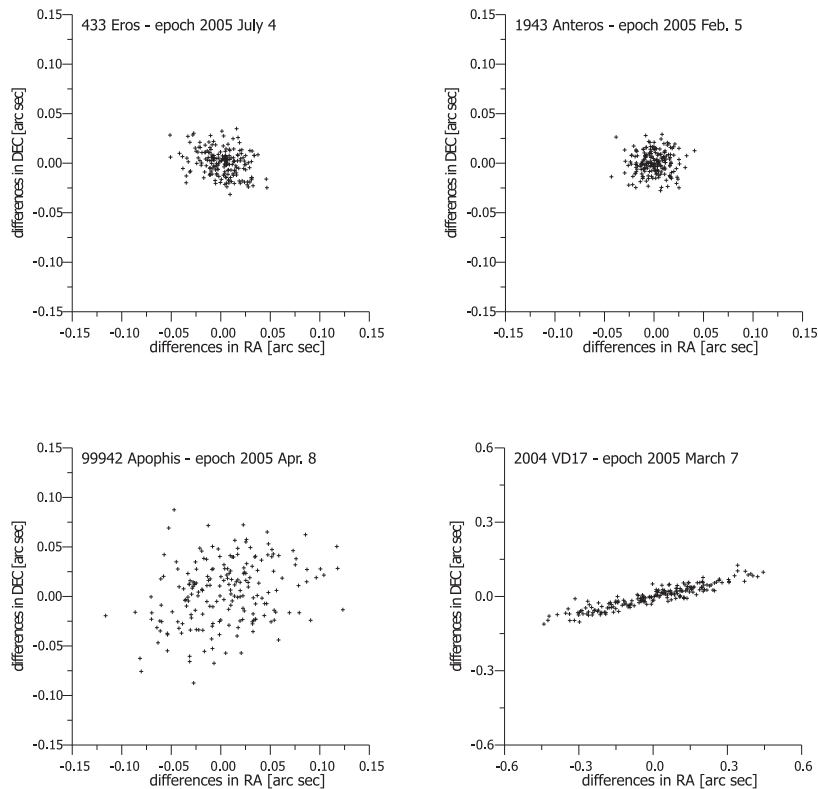 433 Eros - epoch 2005 July 4
differences in DEC [arc sec]
0.15
0.10
0.05
0.00
-0.05
-0.10
-0.15
-0.15 -0.10 -0.05 0.00 0.05 0.10 0.15
differences in RA [arc sec]
1943 Anteros - epoch 2005 Feb. 5
differences in DEC [arc sec]
0.15
0.10
0.05
0.00
-0.05
-0.10
-0.15
-0.15 -0.10 -0.05 0.00 0.05 0.10 0.15
differences in RA [arc sec]
99942 Apophis - epoch 2005 Apr. 8
differences in DEC [arc sec]
0.15
0.10
0.05
0.00
-0.05
-0.10
-0.15
-0.15 -0.10 -0.05 0.00 0.05 0.10 0.15
differences in RA [arc sec]
2004 VD17 - epoch 2005 March 7
differences in DEC [arc sec]
0.6
0.3
0.0
-0.3
-0.6
-0.6 -0.3 0.0 0.3 0.6
differences in RA [arc sec]